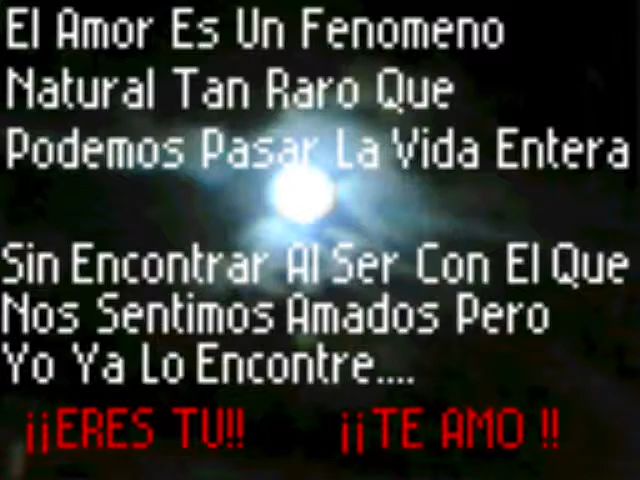 El Amor Es Un Fenomeno
Natural Tan Raro Que
Podemos Pasar La Vida Entera
Sin Encontrar Al Ser Con El Que
Nos Sentimos Amados Pero
Yo Ya Lo Encontre....
¡¡ERES TU!! ¡¡TE AMO !!